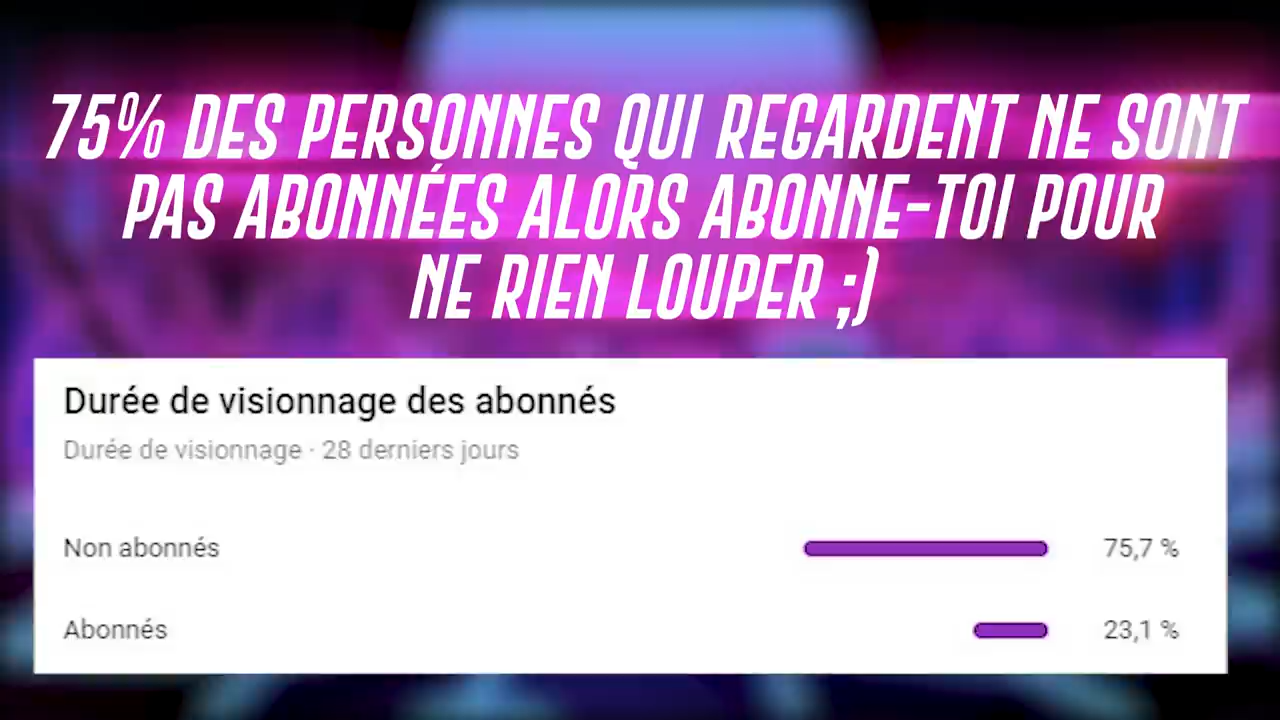 75% DES PERSONNES QUI REGARDENT NE SONT
PAS ABONNÉES ALORS ABONNE-TOI POUR
NE RIEN LOUPER ;)
Durée de visionnage des abonnés
Durée de visionnage · 28 derniers jours
Non abonnés 75,7 %
Abonnés 23,1 %